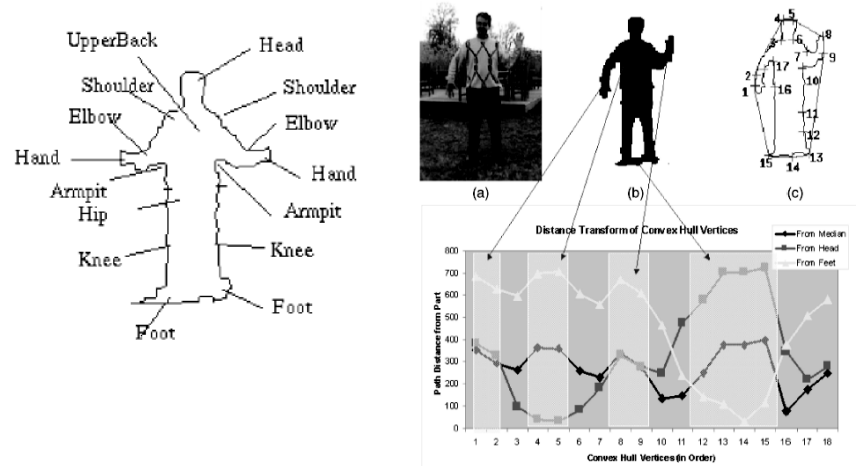 UpperBack
Head
Shoulder
Shoulder
Elbow
Elbow
Hand
Hand
Armpit
Armpit
Hip
Knee
Knee
Foot
Foot
4 5
3 6 8
7 9
2 17 10
1 16
11
12
15 14 13
(a) (b) (c)
Distance Transform of Convex Hull Vertices
From Median
From Head
From Feet
Path Distance from Part
800
700
600
500
400
300
200
100
0
1 2 3 4 5 6 7 8 9 10 11 12 13 14 15 16 17 18
Convex Hull Vertices (In Order)